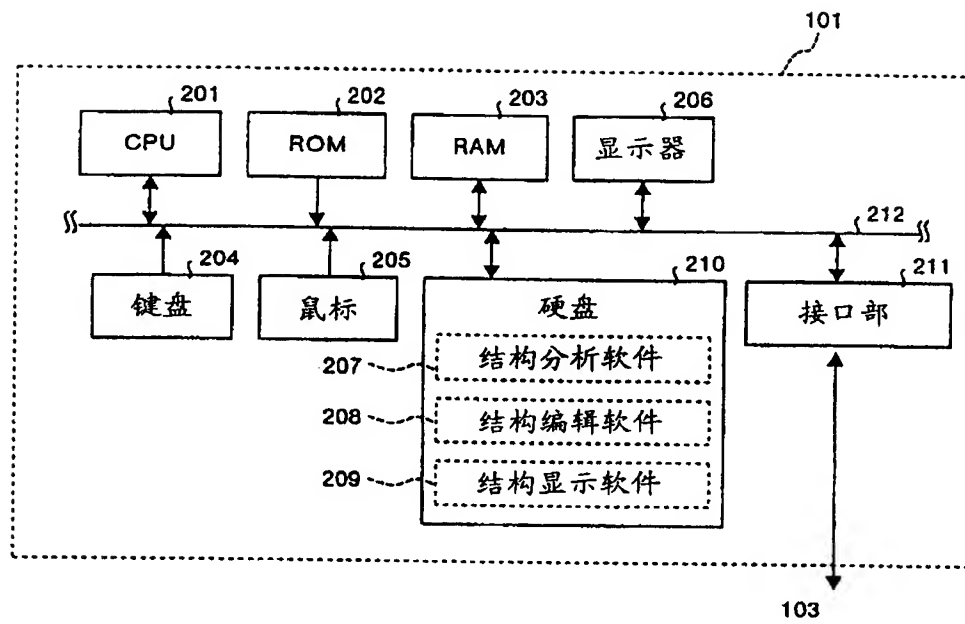 101
201
202
203
206
CPU
ROM
RAM
显示器
212
204
205
210
211
键盘
鼠标
硬盘
接口部
207
结构分析软件
208
结构编辑软件
209
结构显示软件
103